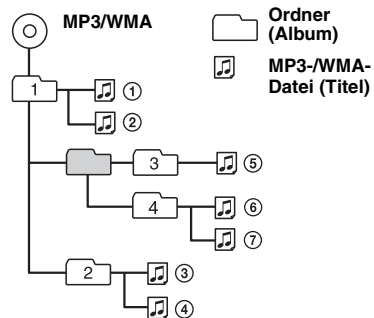 MP3/WMA
Ordner
(Album)
MP3-/WMA-
Datei (Titel)
1
①
②
3
⑤
4
⑥
⑦
2
③
④